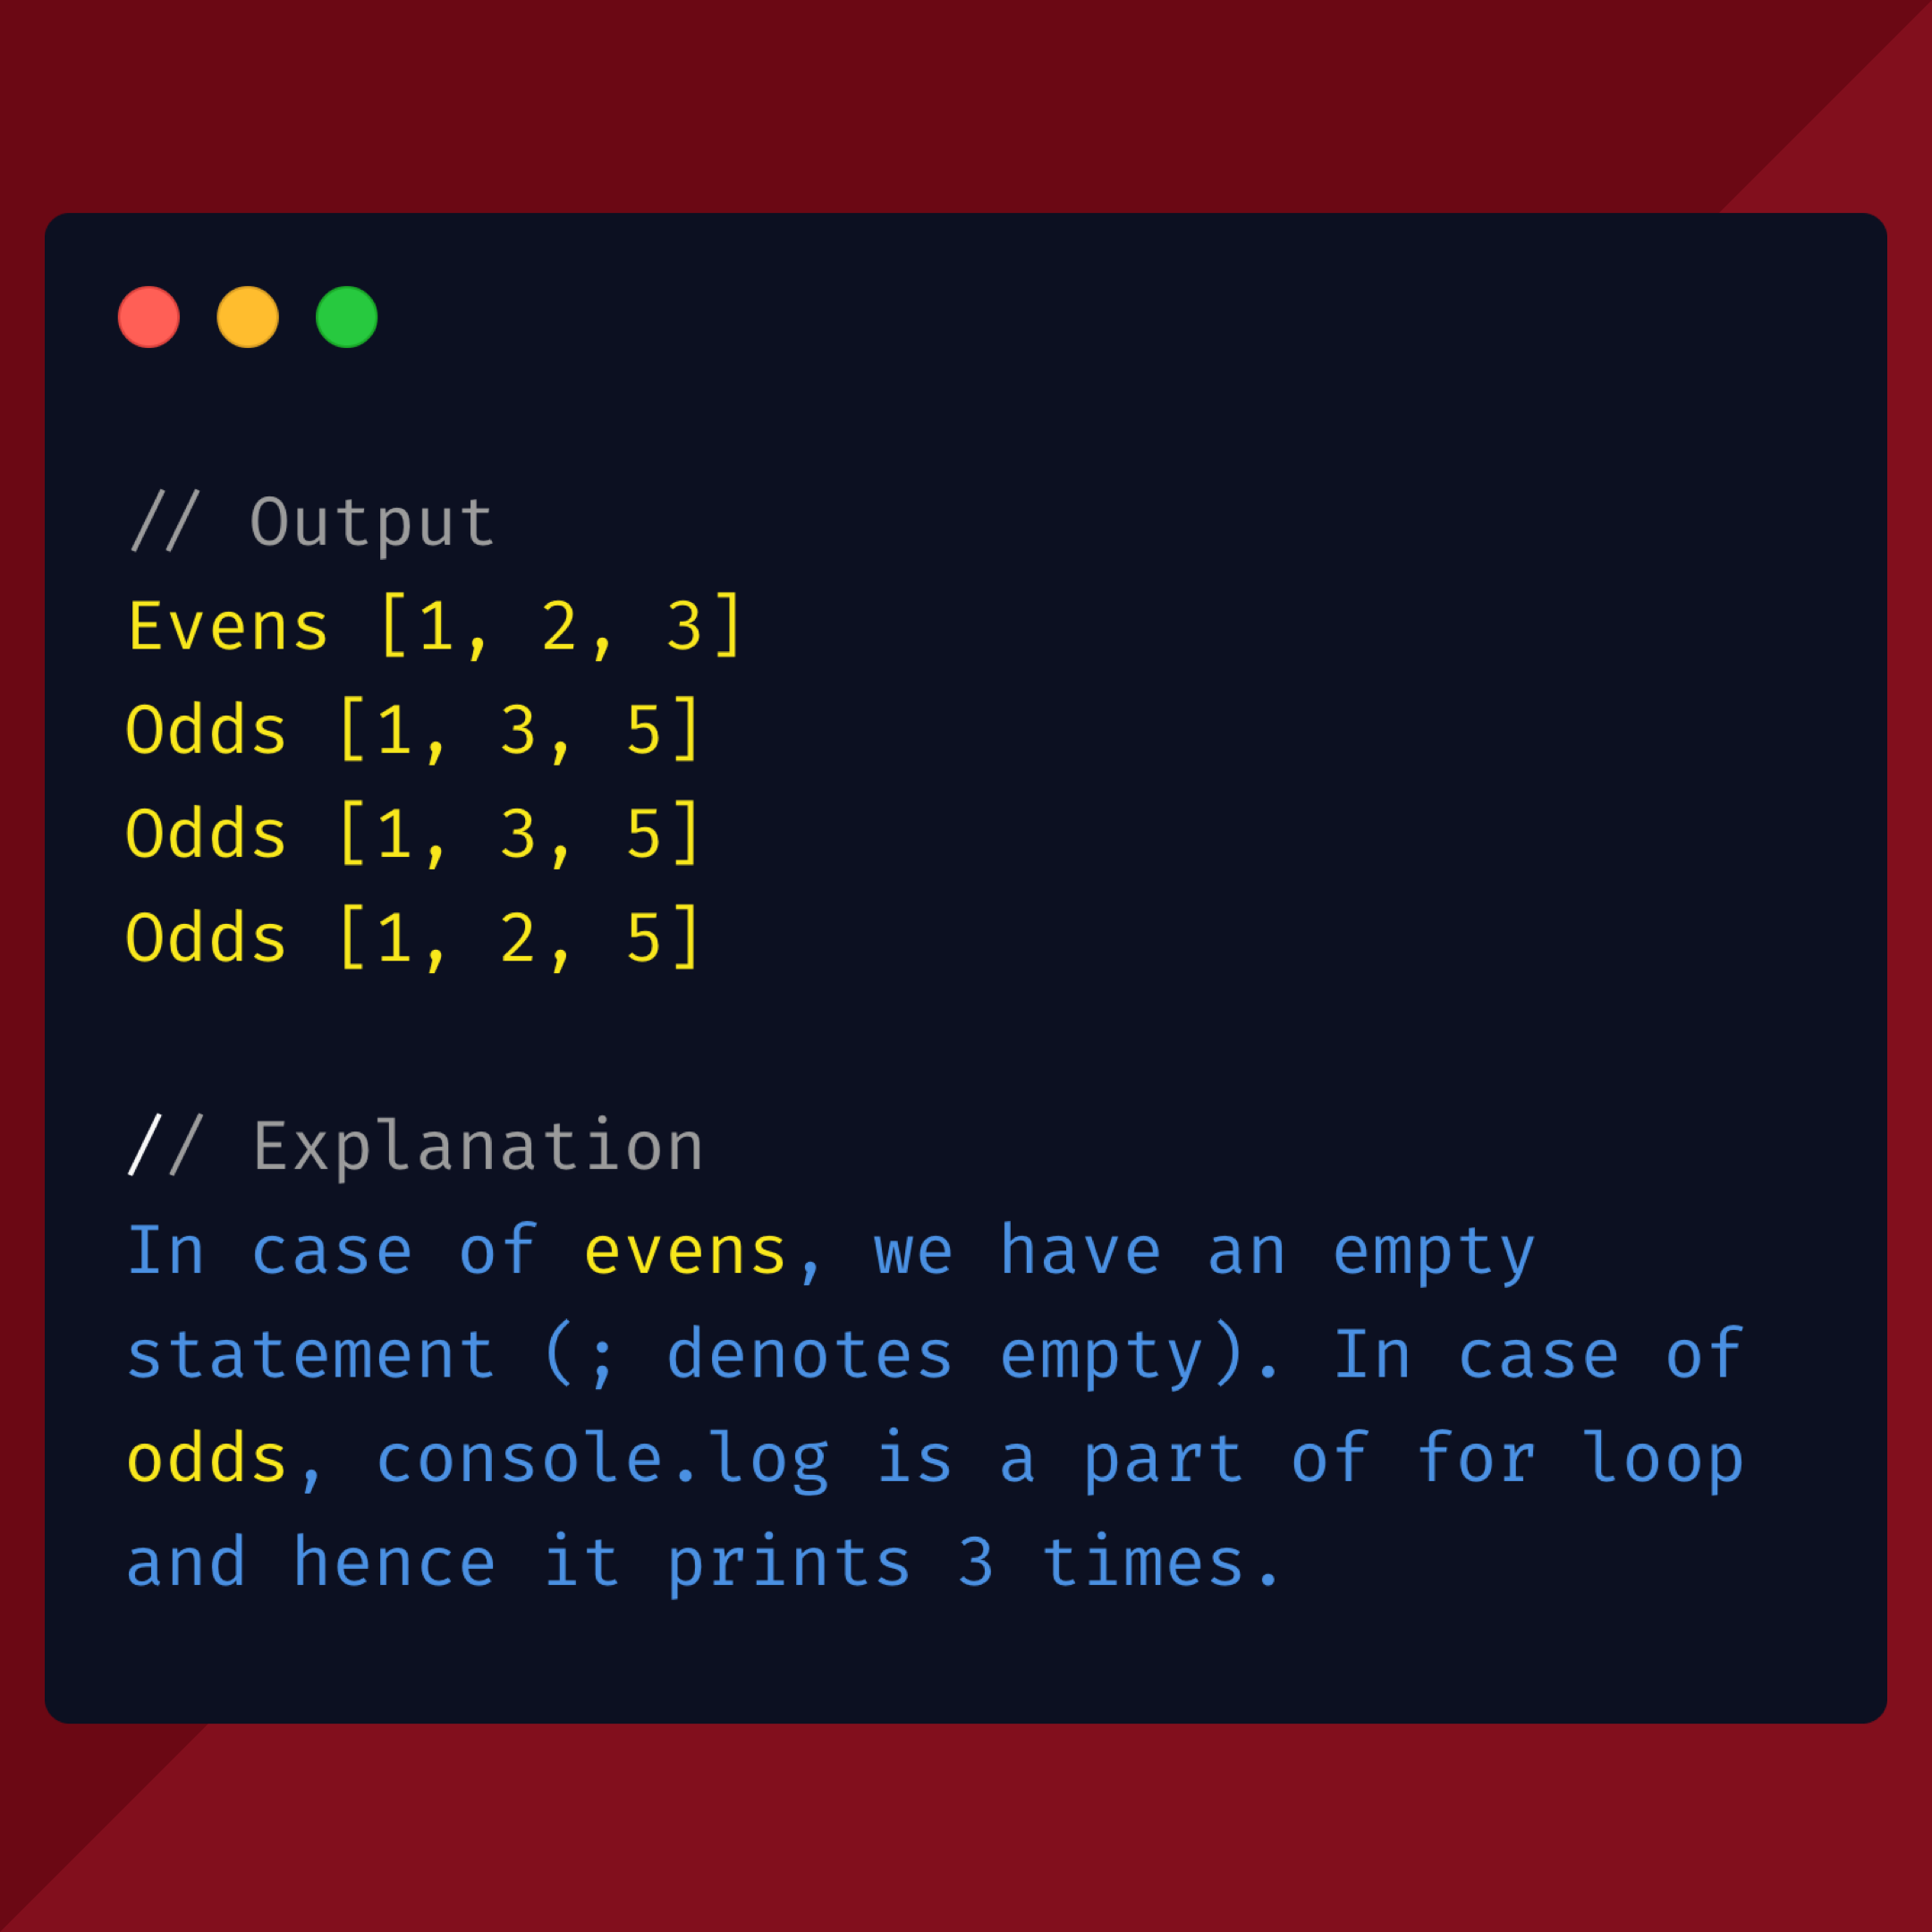 // Output
Evens [1, 2, 3]
Odds [1, 3, 5]
Odds [1, 3, 5]
Odds [1, 2, 5]
// Explanation
In case of evens, we have an empty
statement (; denotes empty). In case of
odds, console.log is a part of for loop
and hence it prints 3 times.